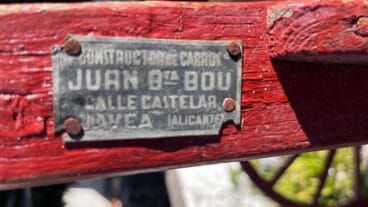 CONSTRUCTOR DE CARROS
JUAN Bᵀᴬ BOU
CALLE CASTELAR
JAVEA (ALICANTE)